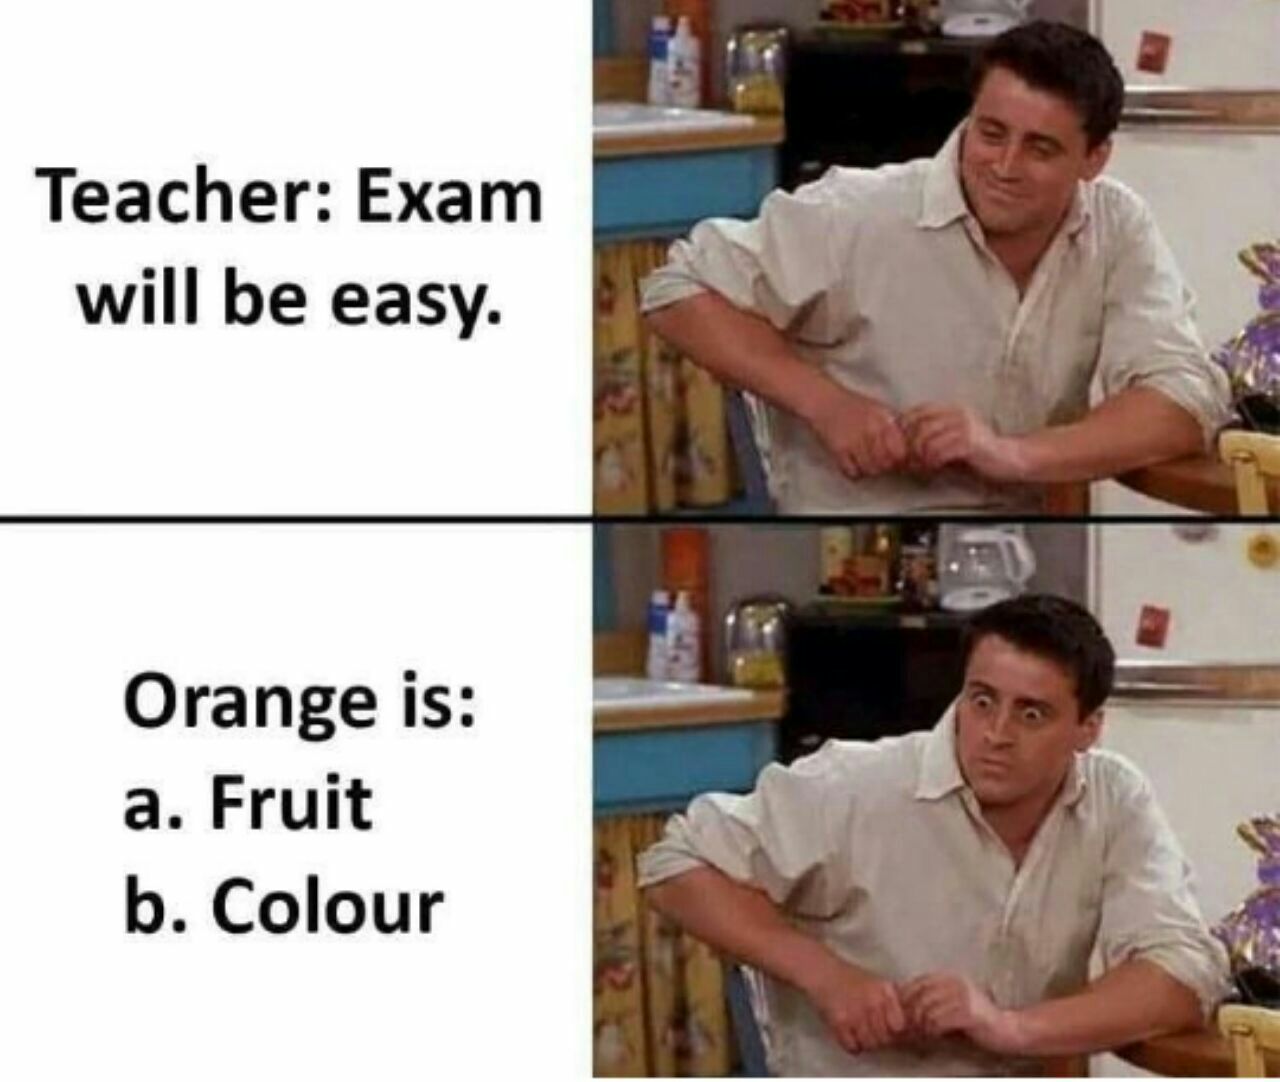 Teacher: Exam
will be easy.
Orange is:
a. Fruit
b. Colour